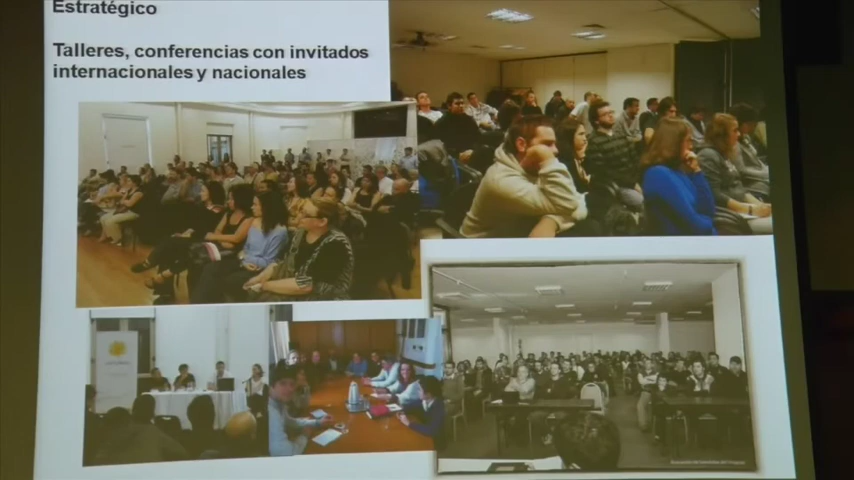 Estratégico
Talleres, conferencias con invitados
internacionales y nacionales